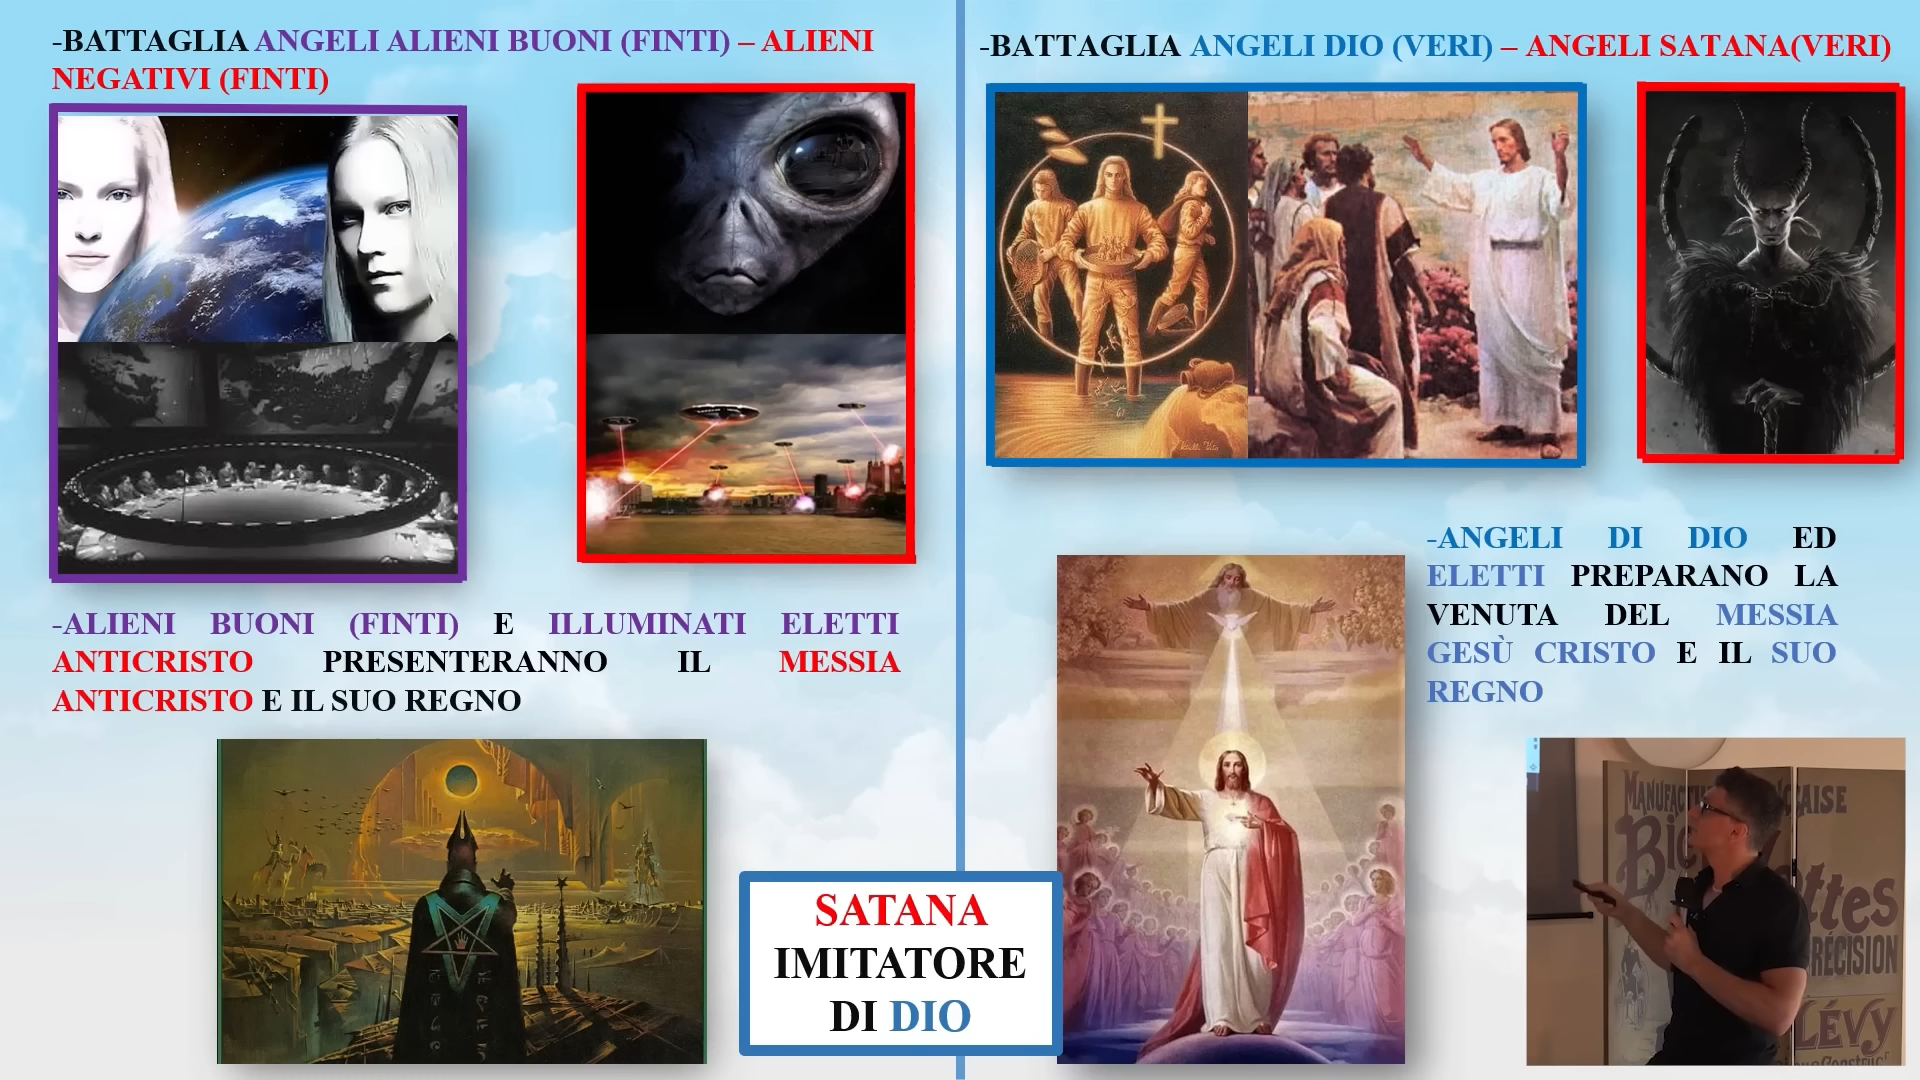 -BATTAGLIA ANGELI ALIENI BUONI (FINTI) – ALIENI
NEGATIVI (FINTI)
-ALIENI BUONI (FINTI) E ILLUMINATI ELETTI
ANTICRISTO PRESENTERANNO IL MESSIA
ANTICRISTO E IL SUO REGNO
-BATTAGLIA ANGELI DIO (VERI) – ANGELI SATANA(VERI)
-ANGELI DI DIO ED
ELETTI PREPARANO LA
VENUTA DEL MESSIA
GESÙ CRISTO E IL SUO
REGNO
SATANA
IMITATORE
DI DIO
LÉVY